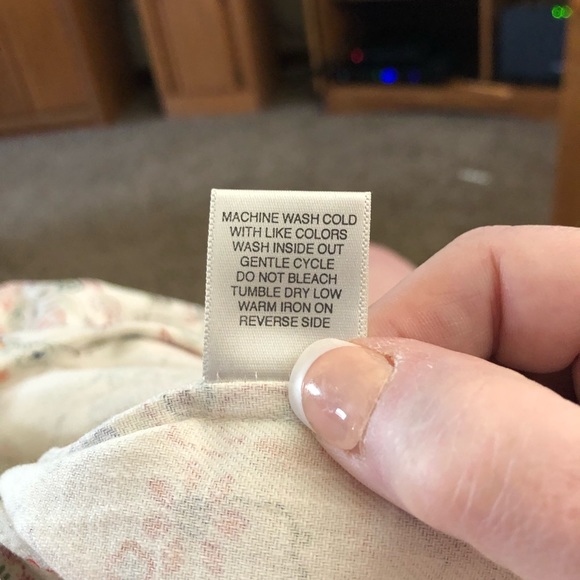 MACHINE WASH COLD
WITH LIKE COLORS
WASH INSIDE OUT
GENTLE CYCLE
DO NOT BLEACH
TUMBLE DRY LOW
WARM IRON ON
REVERSE SIDE